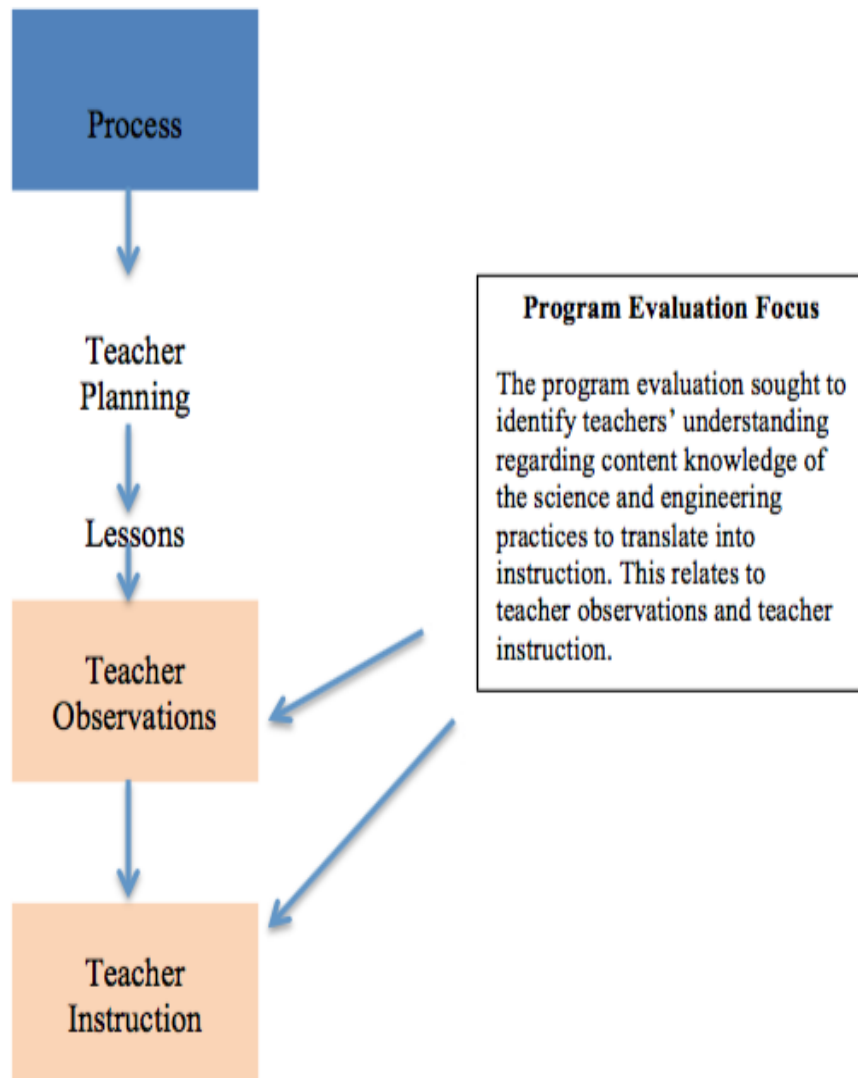 Process
Teacher
Planning
Lessons
Teacher
Observations
Teacher
Instruction
Program Evaluation Focus
The program evaluation sought to
identify teachers’ understanding
regarding content knowledge of
the science and engineering
practices to translate into
instruction. This relates to
teacher observations and teacher
instruction.